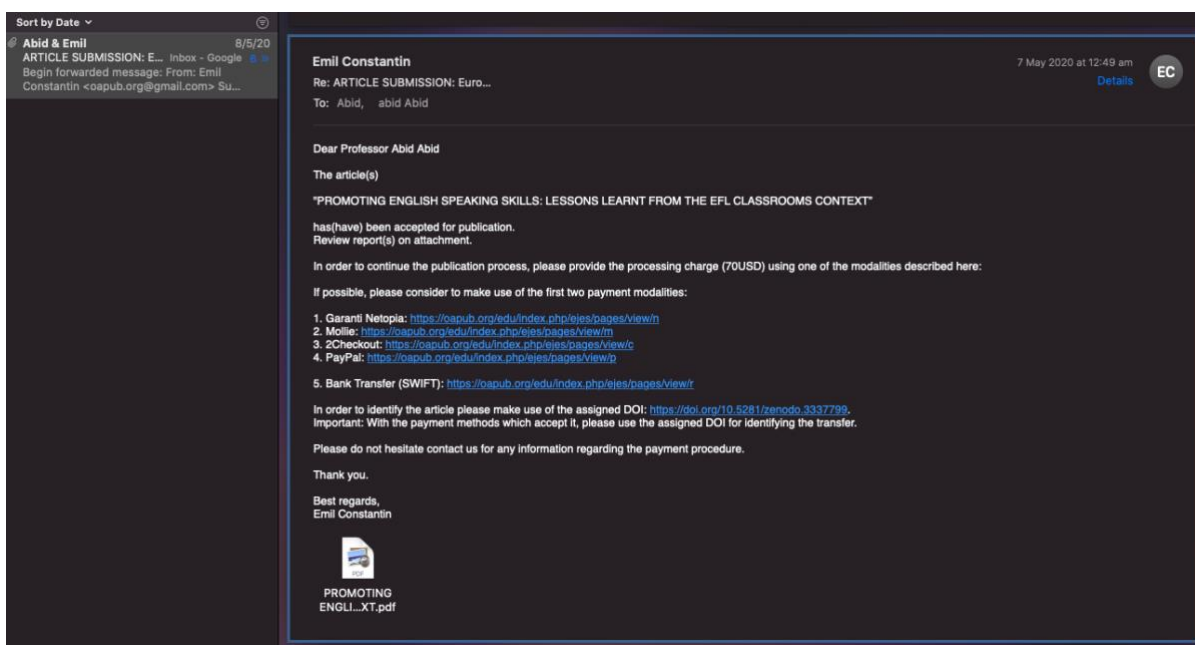 Sort by Date
Abid & Emil 8/5/20
ARTICLE SUBMISSION: E... Inbox - Google
Begin forwarded message: From: Emil
Constantin <oapub.org@gmail.com> Su...
Emil Constantin 7 May 2020 at 12:49 am
EC
Re: ARTICLE SUBMISSION: Euro... Details
To: Abid, abid Abid
Dear Professor Abid Abid
The article(s)
"PROMOTING ENGLISH SPEAKING SKILLS: LESSONS LEARNT FROM THE EFL CLASSROOMS CONTEXT"
has(have) been accepted for publication.
Review report(s) on attachment.
In order to continue the publication process, please provide the processing charge (70USD) using one of the modalities described here:
If possible, please consider to make use of the first two payment modalities:
1. Garanti Netopia: https://oapub.org/edu/index.php/ejes/pages/view/n
2. Mollie: https://oapub.org/edu/index.php/ejes/pages/view/m
3. 2Checkout: https://oapub.org/edu/index.php/ejes/pages/view/c
4. PayPal: https://oapub.org/edu/index.php/ejes/pages/view/p
5. Bank Transfer (SWIFT): https://oapub.org/edu/index.php/ejes/pages/view/r
In order to identify the article please make use of the assigned DOI: https://doi.org/10.5281/zenodo.3337799.
Important: With the payment methods which accept it, please use the assigned DOI for identifying the transfer.
Please do not hesitate contact us for any information regarding the payment procedure.
Thank you.
Best regards,
Emil Constantin
PDF
PROMOTING
ENGLI...XT.pdf